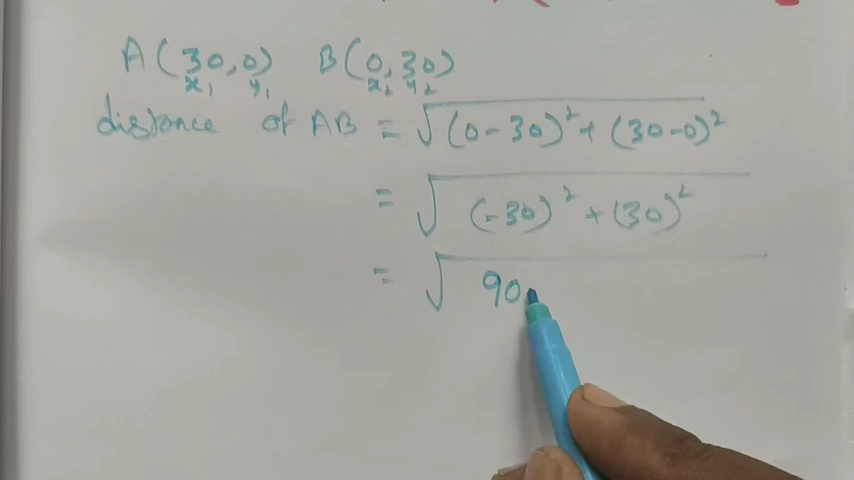 A(30,0) B(0,30)
x₁ y₁ x₂ y₂
distance of AB = √(0-30)²+(30-0)²
= √(-30)²+(30)²
= √90